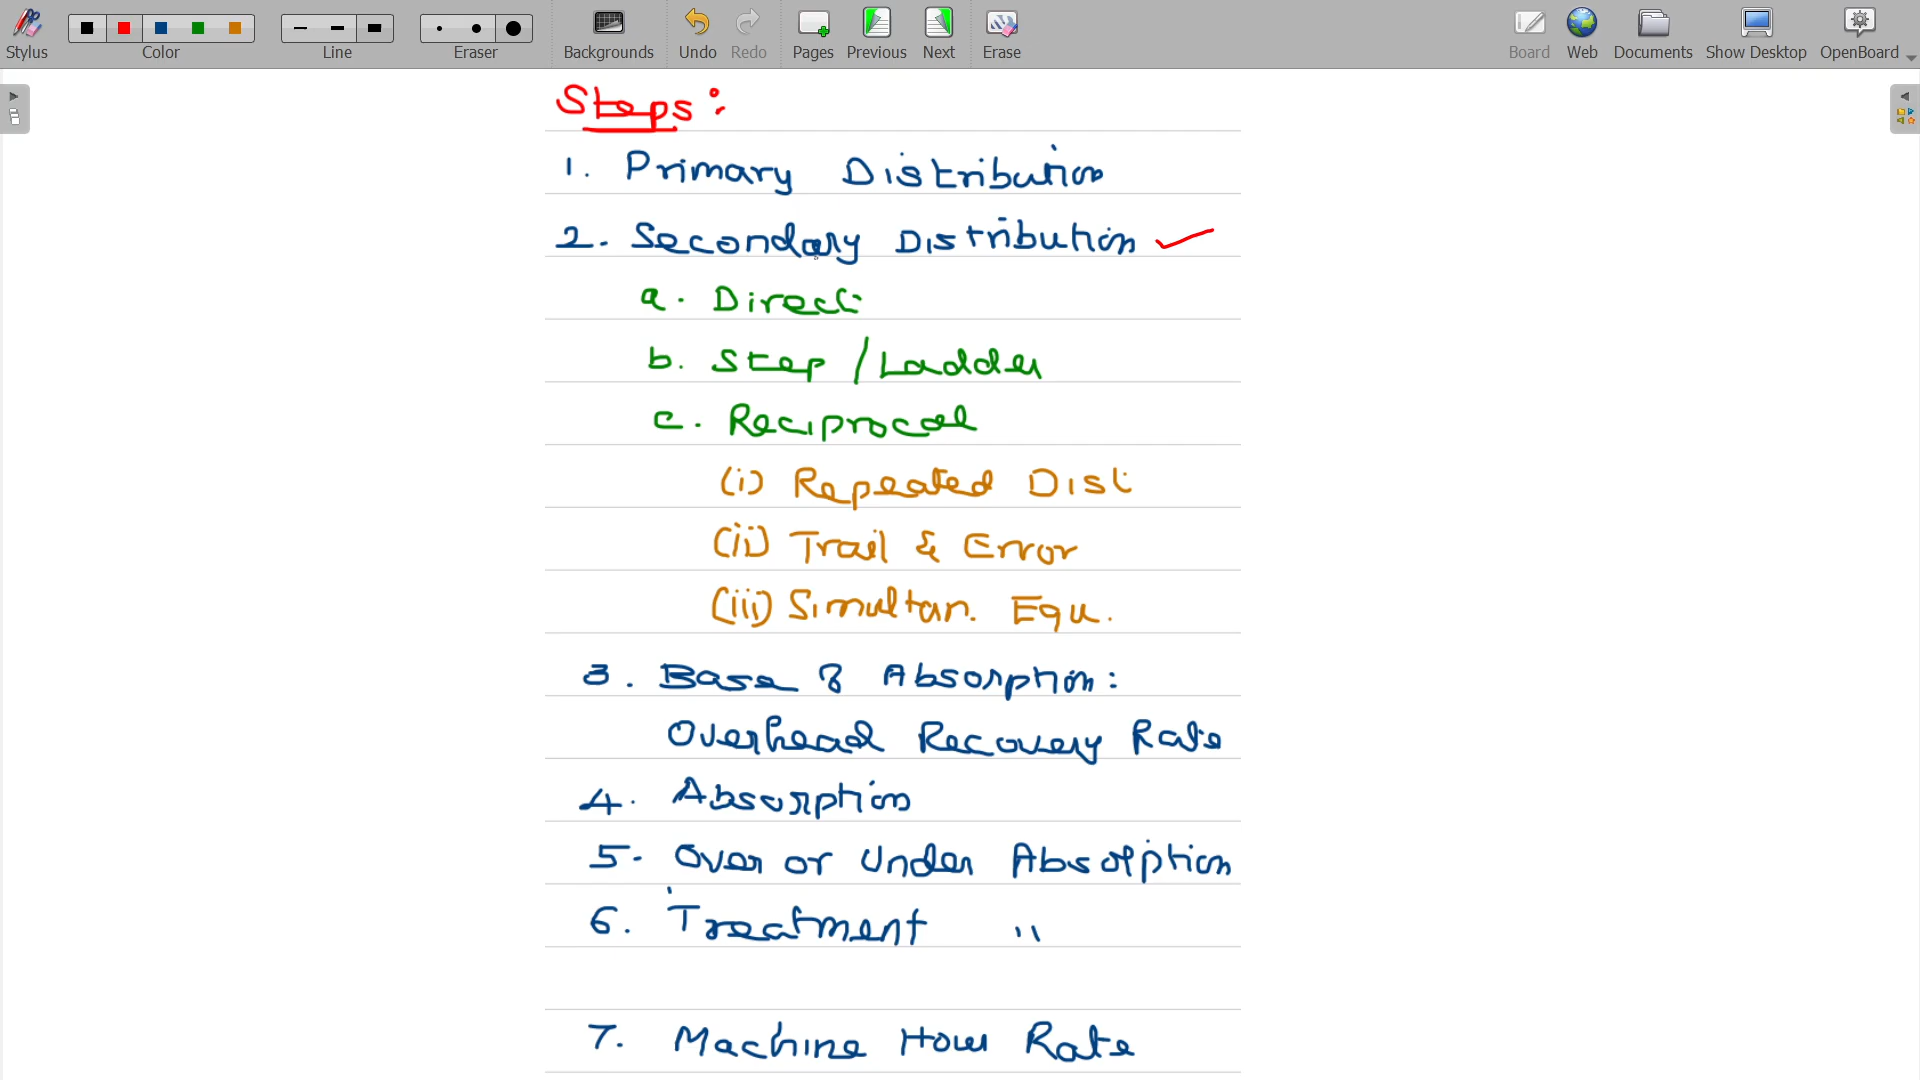 Stylus Color Line Eraser Backgrounds Undo Redo Pages Previous Next Erase Board Web Documents Show Desktop OpenBoard
Steps:
1. Primary Distribution
2. Secondary Distribution ✓
a. Direct
b. Step / Ladder
c. Reciprocal
(i) Repeated Dist
(ii) Trail & Error
(iii) Simultan. Equ.
3. Base & Absorption:
Overhead Recovery Rate
4. Absorption
5. Over or Under Absorption
6. Treatment "
7. Machine Hour Rate